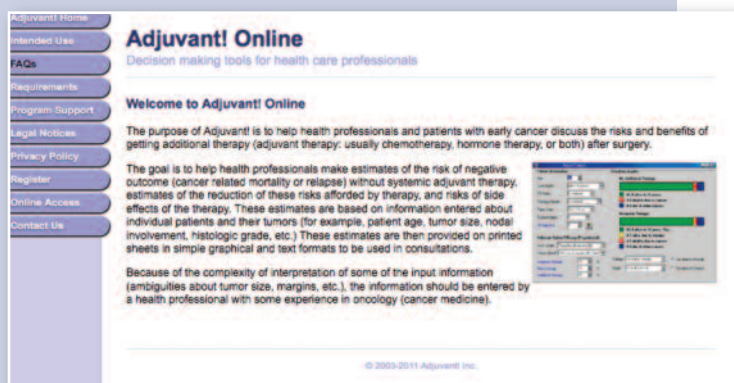 Adjuvant! Home
Intended Use
FAQs
Requirements
Program Support
Legal Notices
Privacy Policy
Register
Online Access
Contact Us
Adjuvant! Online
Decision making tools for health care professionals
Welcome to Adjuvant! Online
The purpose of Adjuvant! is to help health professionals and patients with early cancer discuss the risks and benefits of
getting additional therapy (adjuvant therapy: usually chemotherapy, hormone therapy, or both) after surgery.
The goal is to help health professionals make estimates of the risk of negative
outcome (cancer related mortality or relapse) without systemic adjuvant therapy,
estimates of the reduction of these risks afforded by therapy, and risks of side
effects of the therapy. These estimates are based on information entered about
individual patients and their tumors (for example, patient age, tumor size, nodal
involvement, histologic grade, etc.) These estimates are then provided on printed
sheets in simple graphical and text formats to be used in consultations.
Because of the complexity of interpretation of some of the input information
(ambiguities about tumor size, margins, etc.), the information should be entered by
a health professional with some experience in oncology (cancer medicine).
© 2003-2011 Adjuvant! Inc.